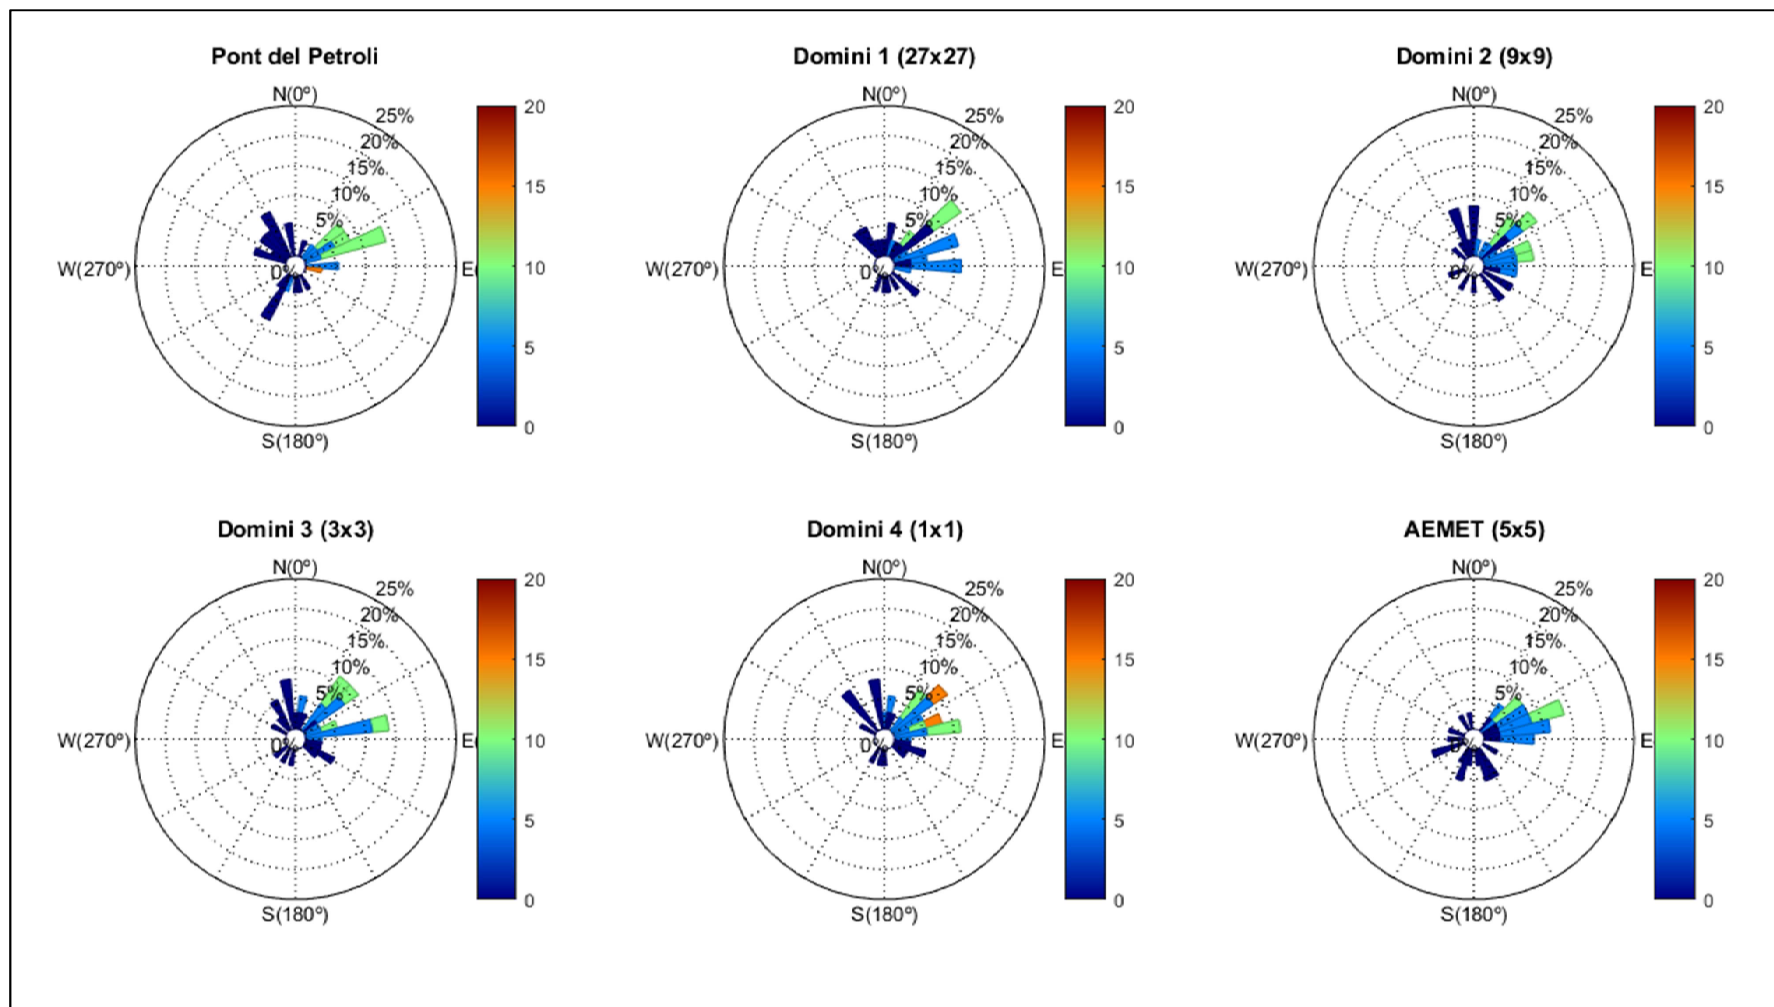 Pont del Petroli
N(0º)
25%
20%
15%
10%
5%
0%
W(270º)
E(
S(180º)
20
15
10
5
0
Domini 1 (27x27)
N(0º)
25%
20%
15%
10%
5%
0%
W(270º)
E(
S(180º)
20
15
10
5
0
Domini 2 (9x9)
N(0º)
25%
20%
15%
10%
5%
W(270º)
E
S(180º)
20
15
10
5
0
Domini 3 (3x3)
N(0º)
25%
20%
15%
10%
5%
0%
W(270º)
E(
S(180º)
20
15
10
5
0
Domini 4 (1x1)
N(0º)
25%
20%
15%
10%
5%
0%
W(270º)
E(
S(180º)
20
15
10
5
0
AEMET (5x5)
N(0º)
25%
20%
15%
10%
5%
W(270º)
E
S(180º)
20
15
10
5
0